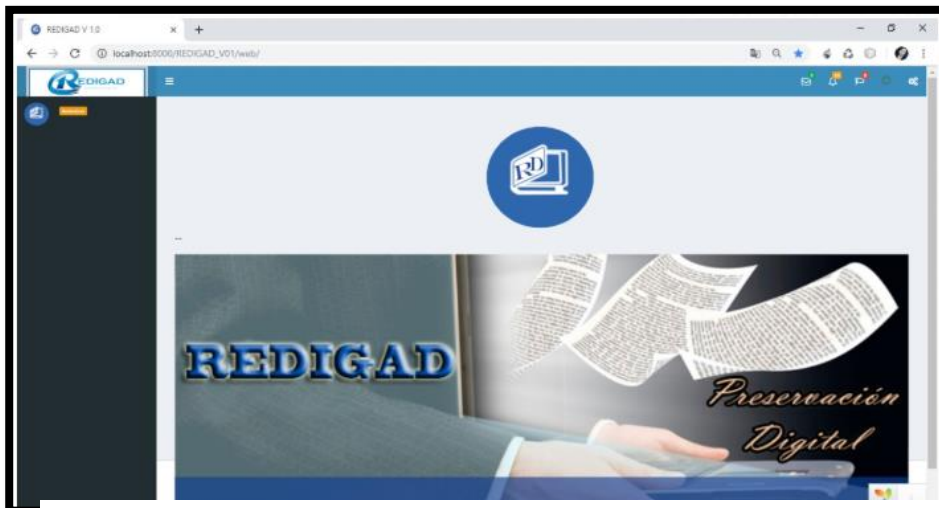 REDIGAD V 1.0
localhost:8000/REDIGAD_V01/web/
REDIGAD
RD
--
REDIGAD
Preservación
Digital